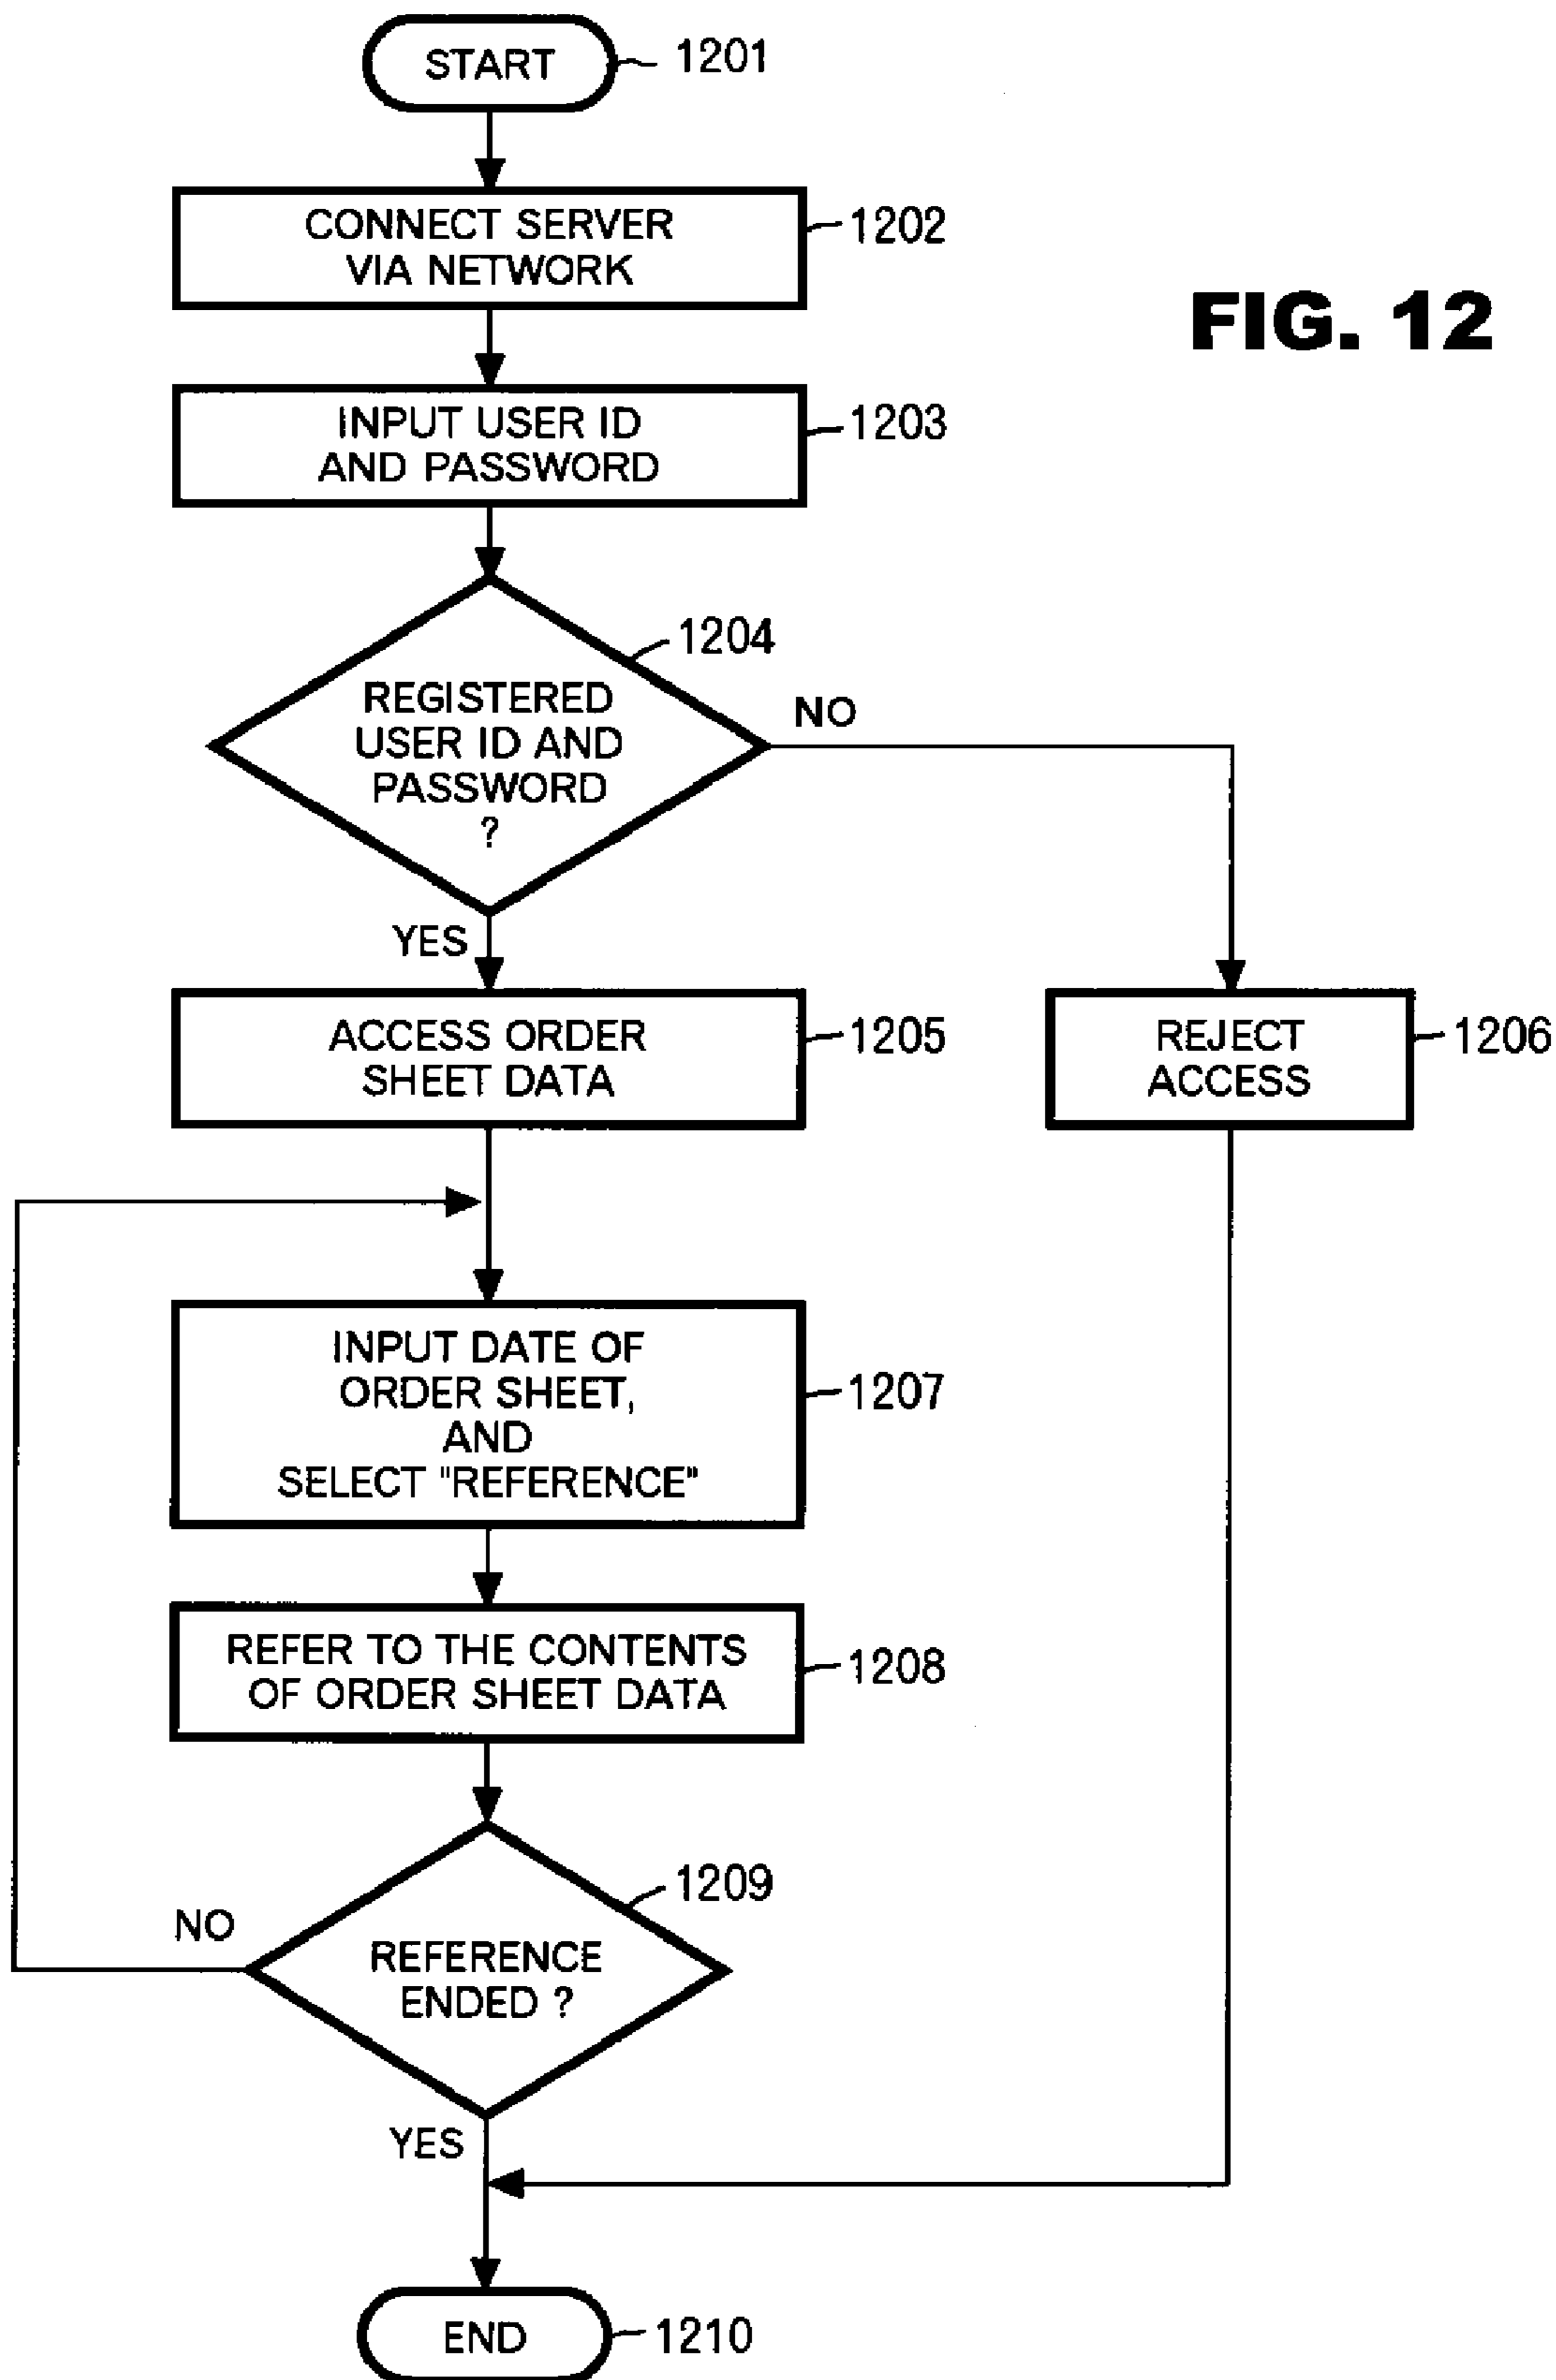 START
1201
CONNECT SERVER
VIA NETWORK
1202
FIG. 12
INPUT USER ID
AND PASSWORD
1203
1204
REGISTERED
USER ID AND
PASSWORD
?
NO
YES
ACCESS ORDER
SHEET DATA
1205
REJECT
ACCESS
1206
INPUT DATE OF
ORDER SHEET,
AND
SELECT "REFERENCE"
1207
REFER TO THE CONTENTS
OF ORDER SHEET DATA
1208
1209
NO
REFERENCE
ENDED ?
YES
END
1210